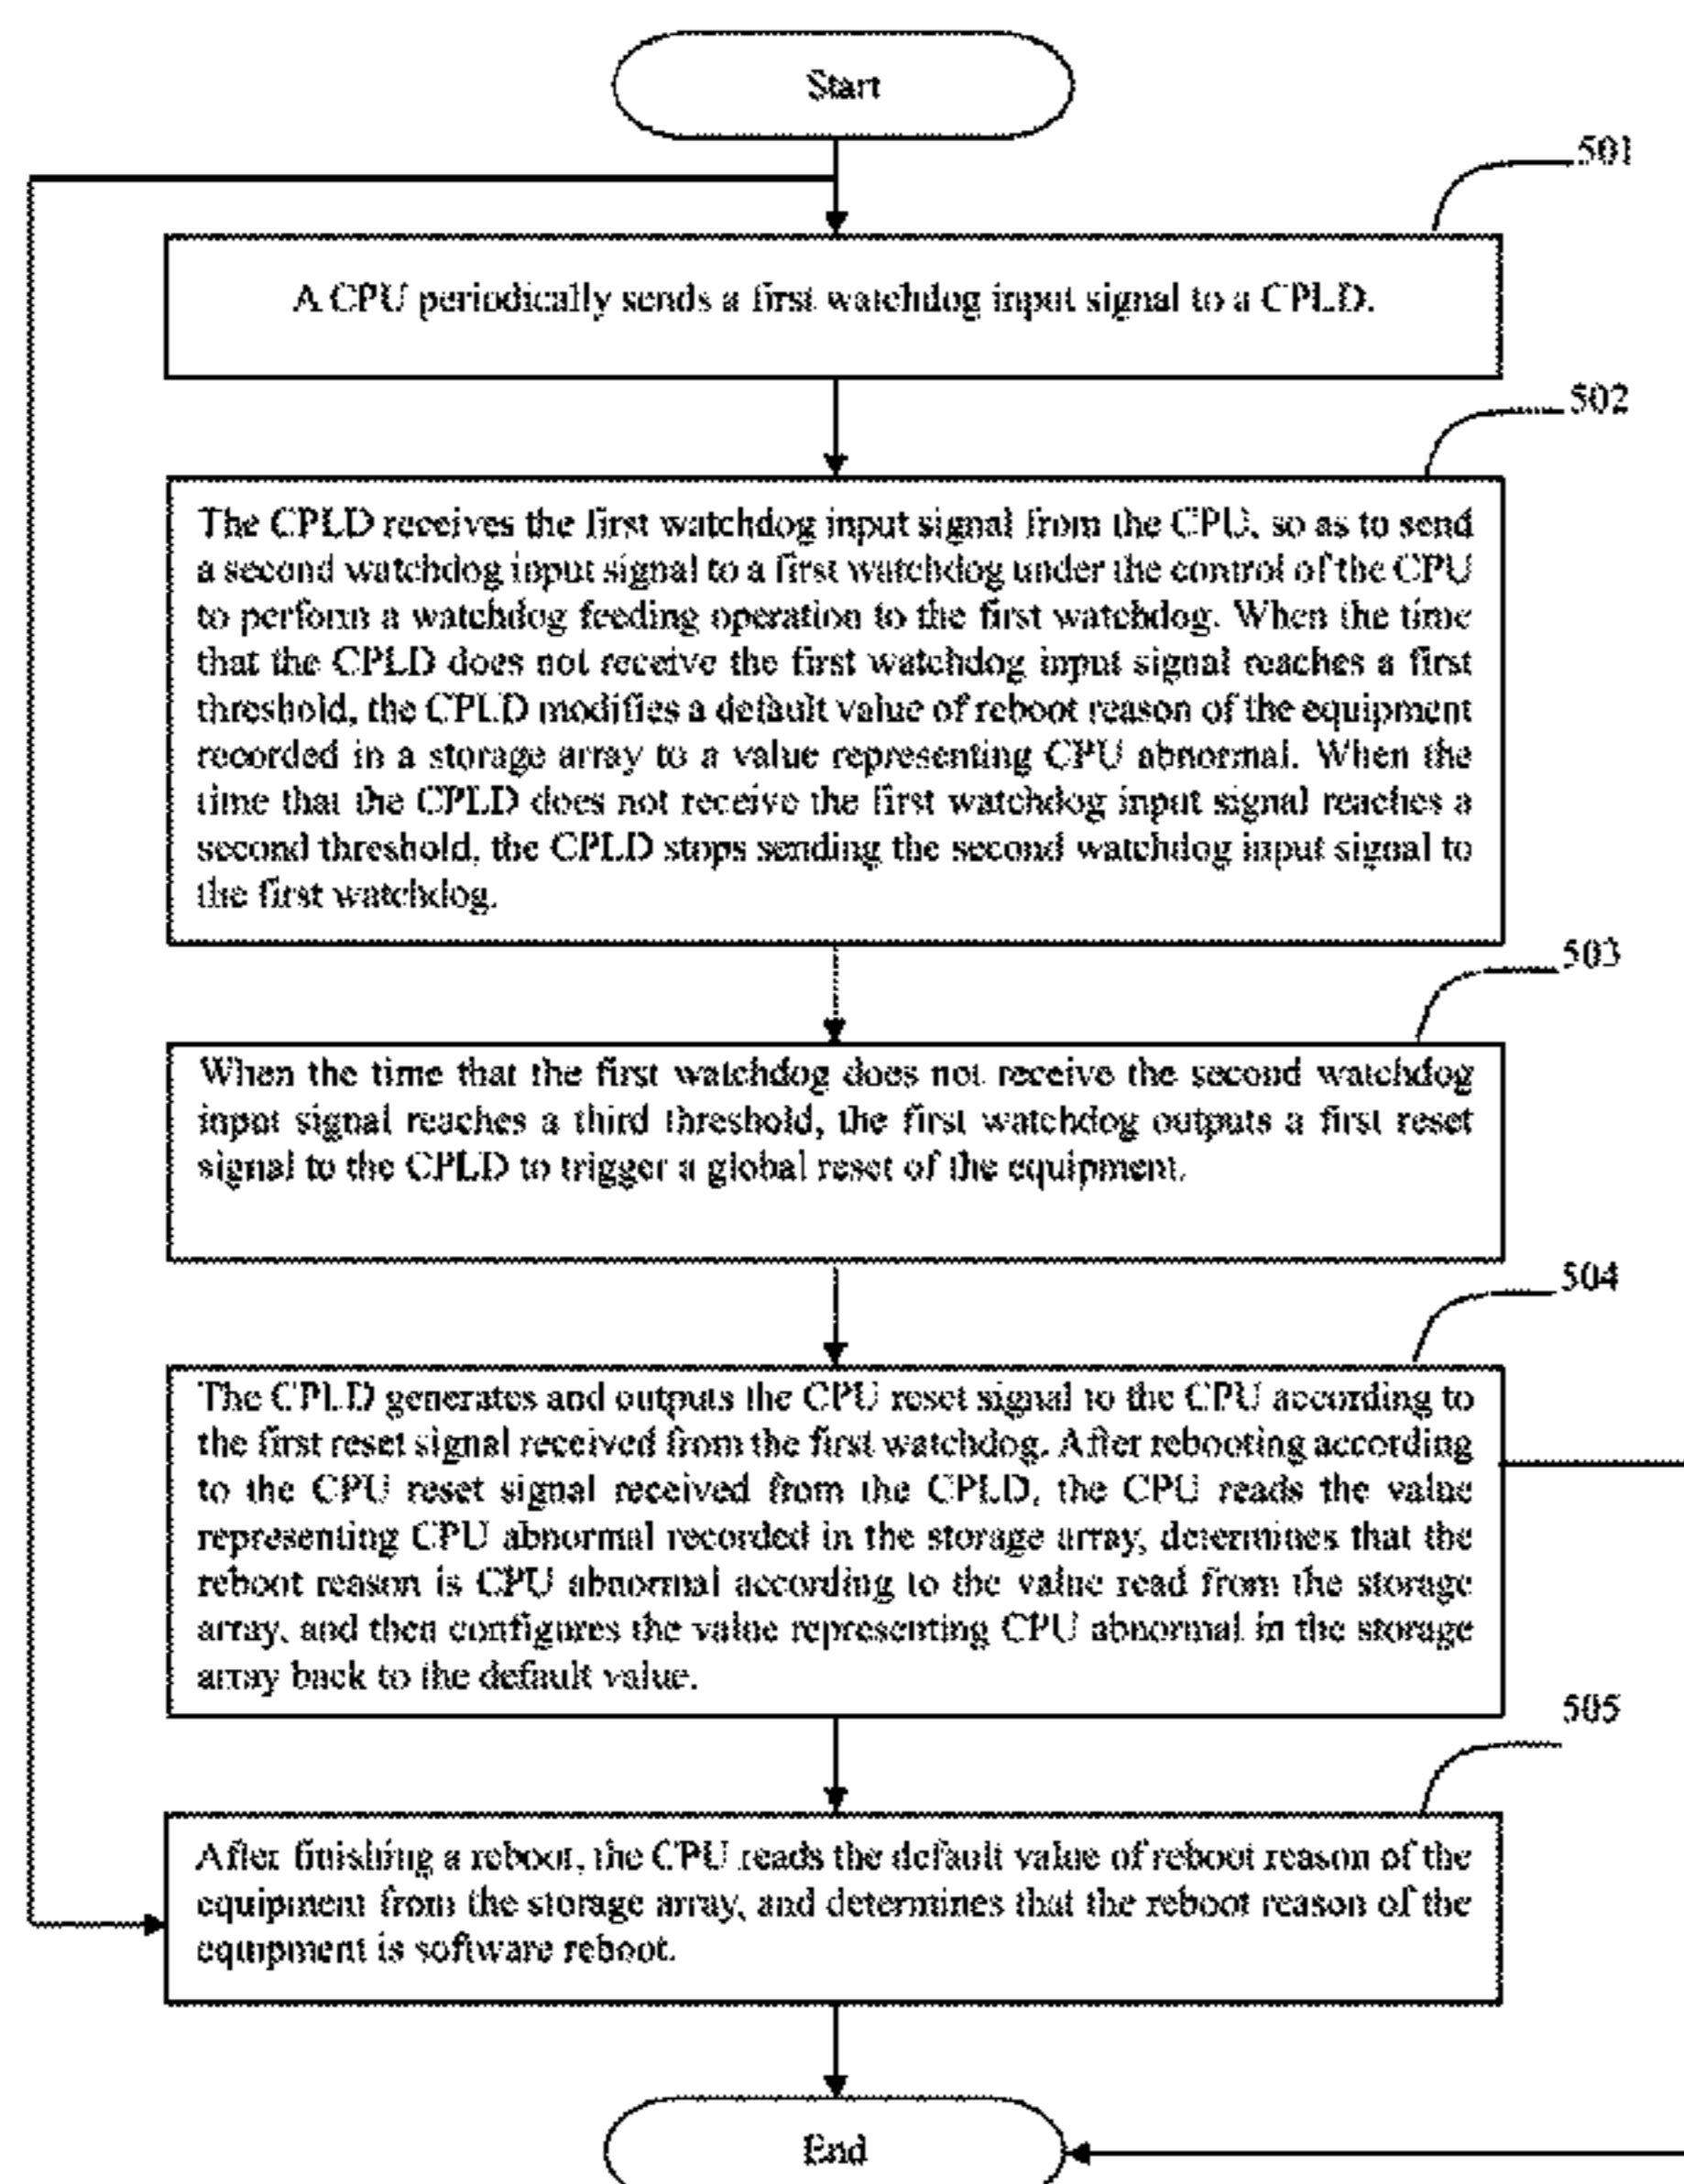 Start
501
A CPU periodically sends a first watchdog input signal to a CPLD.
502
The CPLD receives the first watchdog input signal from the CPU, so as to send
a second watchdog input signal to a first watchdog under the control of the CPU
to perform a watchdog feeding operation to the first watchdog. When the time
that the CPLD does not receive the first watchdog input signal reaches a first
threshold, the CPLD modifies a default value of reboot reason of the equipment
recorded in a storage array to a value representing CPU abnormal. When the
time that the CPLD does not receive the first watchdog input signal reaches a
second threshold, the CPLD stops sending the second watchdog input signal to
the first watchdog.
503
When the time that the first watchdog does not receive the second watchdog
input signal reaches a third threshold, the first watchdog outputs a first reset
signal to the CPLD to trigger a global reset of the equipment.
504
The CPLD generates and outputs the CPU reset signal to the CPU according to
the first reset signal received from the first watchdog. After rebooting according
to the CPU reset signal received from the CPLD, the CPU reads the value
representing CPU abnormal recorded in the storage array, determines that the
reboot reason is CPU abnormal according to the value read from the storage
array, and then configures the value representing CPU abnormal in the storage
array back to the default value.
505
After finishing a reboot, the CPU reads the default value of reboot reason of the
equipment from the storage array, and determines that the reboot reason of the
equipment is software reboot.
End